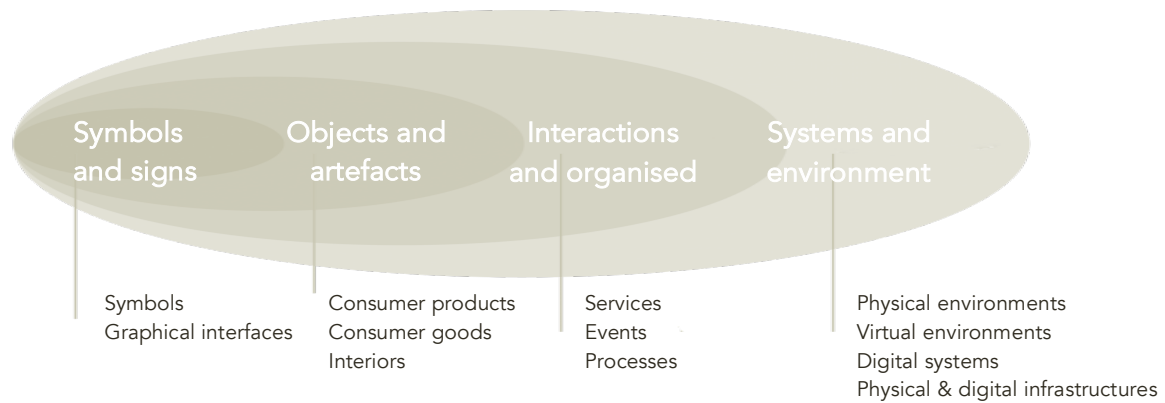 Symbols
and signs
Objects and
artefacts
Interactions
and organised
Systems and
environment
Symbols
Graphical interfaces
Consumer products
Consumer goods
Interiors
Services
Events
Processes
Physical environments
Virtual environments
Digital systems
Physical & digital infrastructures